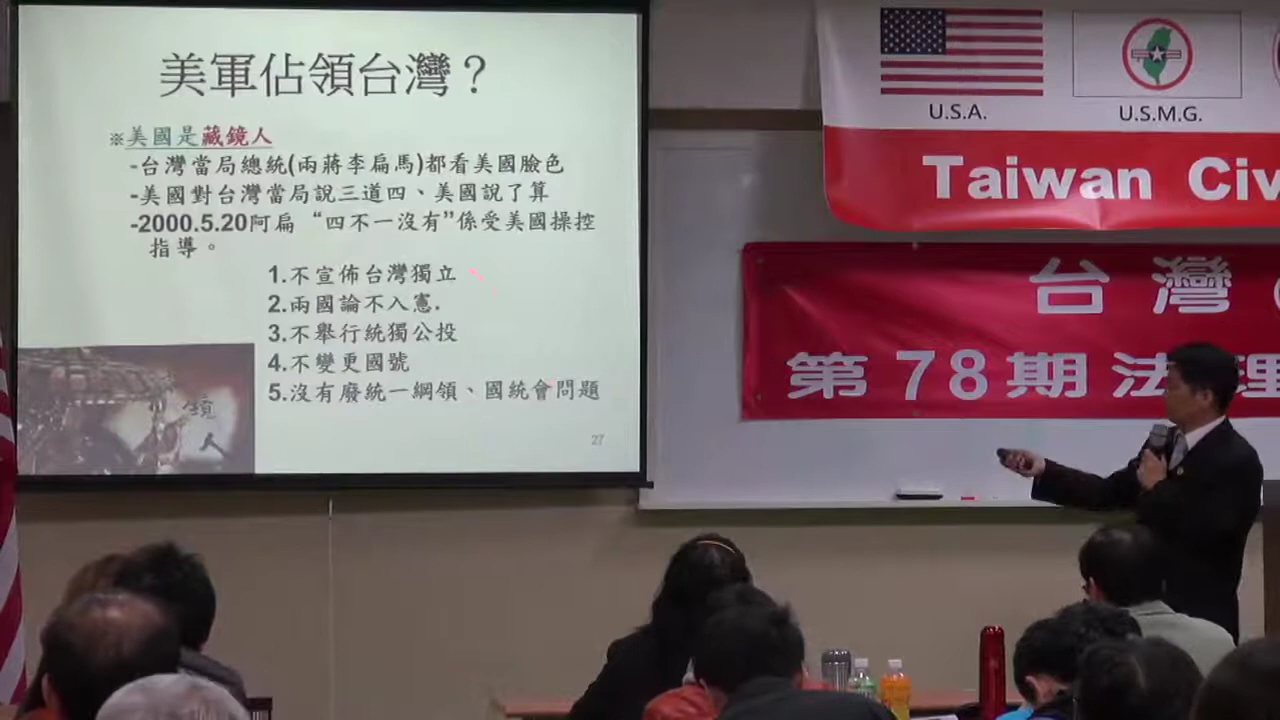 美軍佔領台灣？
※美國是藏鏡人
-台灣當局總統(兩蔣李扁馬)都看美國臉色
-美國對台灣當局說三道四、美國說了算
-2000.5.20阿扁“四不一沒有”係受美國操控
指導。
1.不宣佈台灣獨立
2.兩國論不入憲.
3.不舉行統獨公投
4.不變更國號
5.沒有廢統一綱領、國統會問題
鏡
人
27
U.S.A.
U.S.M.G.
Taiwan Civ
台灣
第78期法理